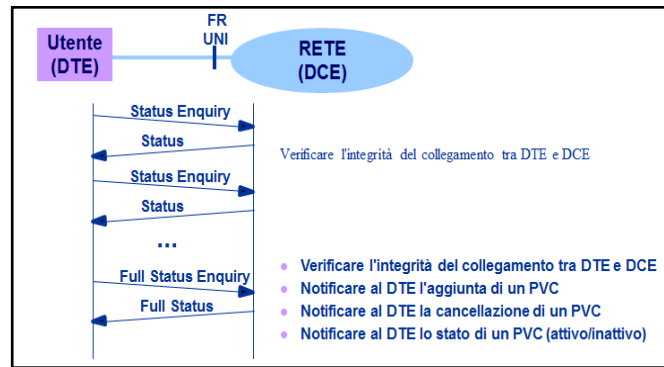 FR
UNI
Utente
(DTE)
RETE
(DCE)
Status Enquiry
Status
Verificare l'integrità del collegamento tra DTE e DCE
Status Enquiry
Status
...
Full Status Enquiry
Full Status
● Verificare l'integrità del collegamento tra DTE e DCE
● Notificare al DTE l'aggiunta di un PVC
● Notificare al DTE la cancellazione di un PVC
● Notificare al DTE lo stato di un PVC (attivo/inattivo)